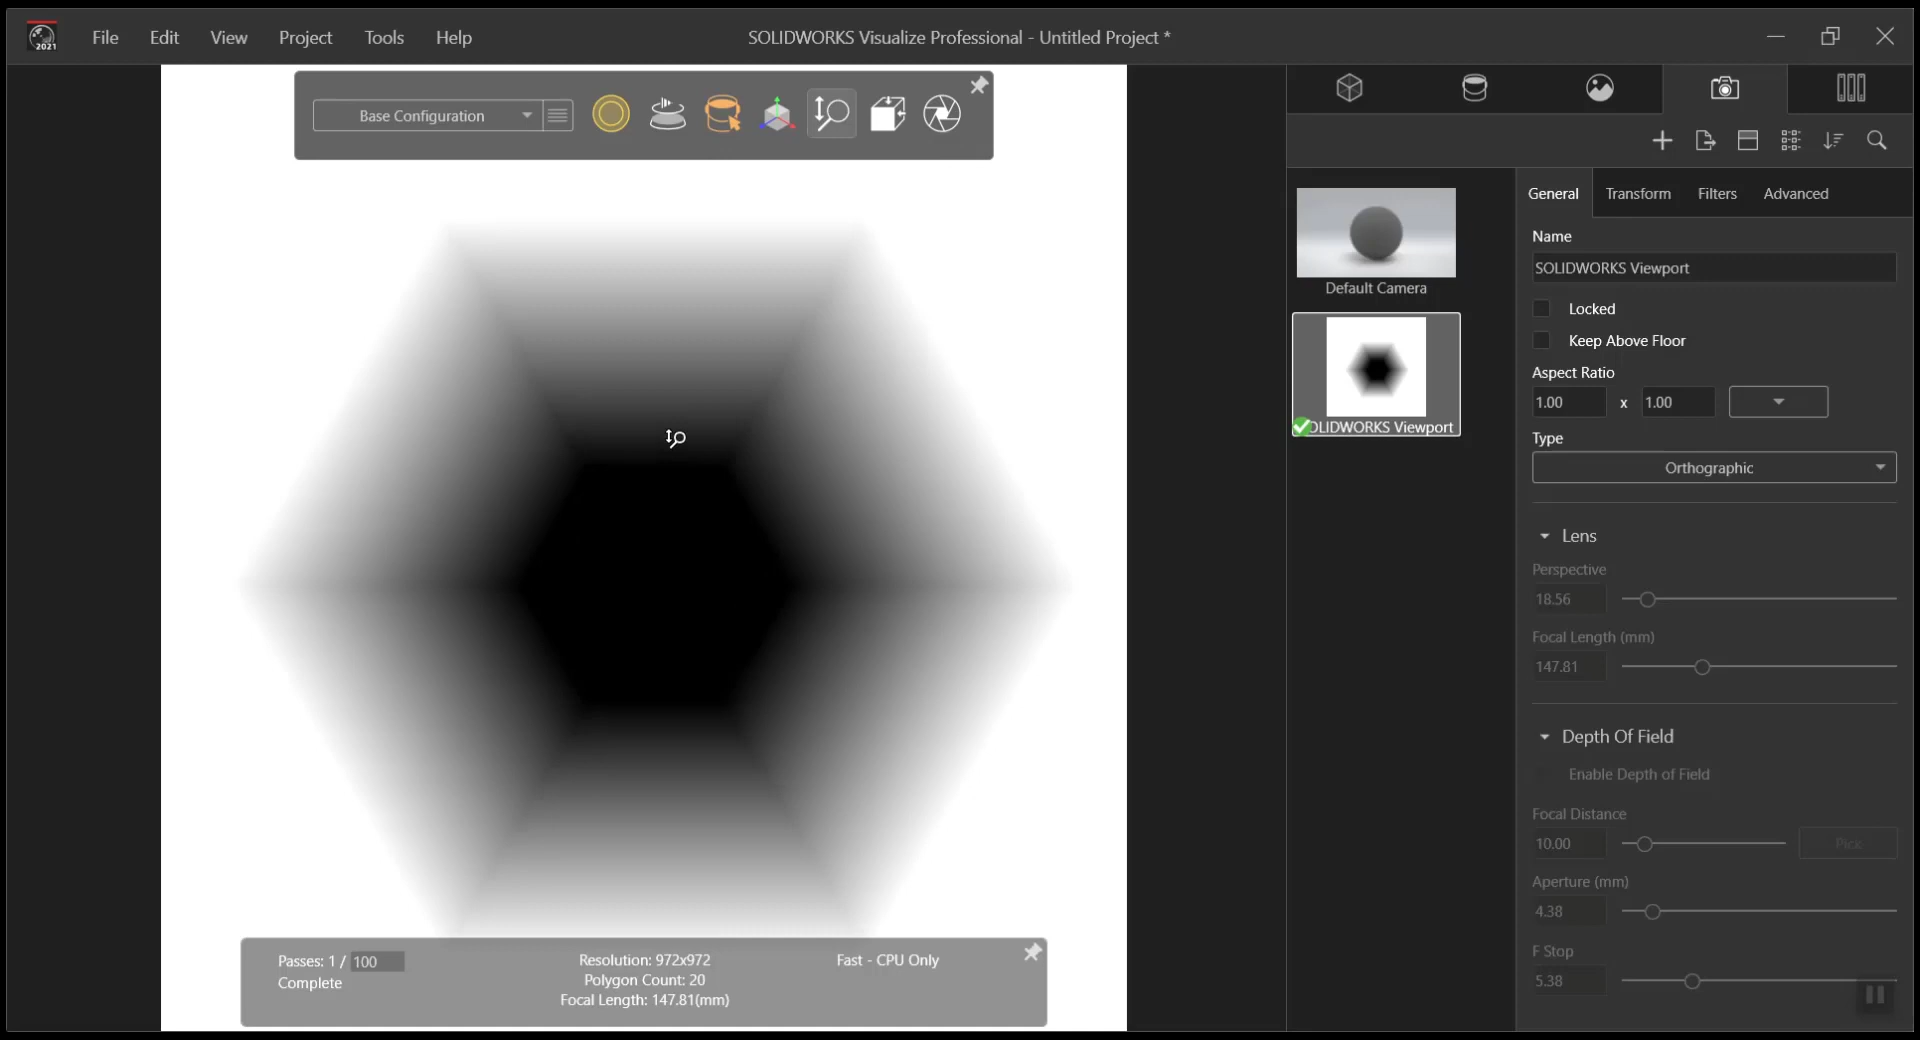 2021
File Edit View Project Tools Help
SOLIDWORKS Visualize Professional - Untitled Project *
Base Configuration
Default Camera
OLIDWORKS Viewport
General Transform Filters Advanced
Name
SOLIDWORKS Viewport
Locked
Keep Above Floor
Aspect Ratio
1.00 x 1.00
Type
Orthographic
Lens
Perspective
18.56
Focal Length (mm)
147.81
Depth Of Field
Enable Depth of Field
Focal Distance
10.00 Pick
Aperture (mm)
4.38
F Stop
5.38
Passes: 1 / 100
Complete
Resolution: 972x972
Polygon Count: 20
Focal Length: 147.81(mm)
Fast - CPU Only